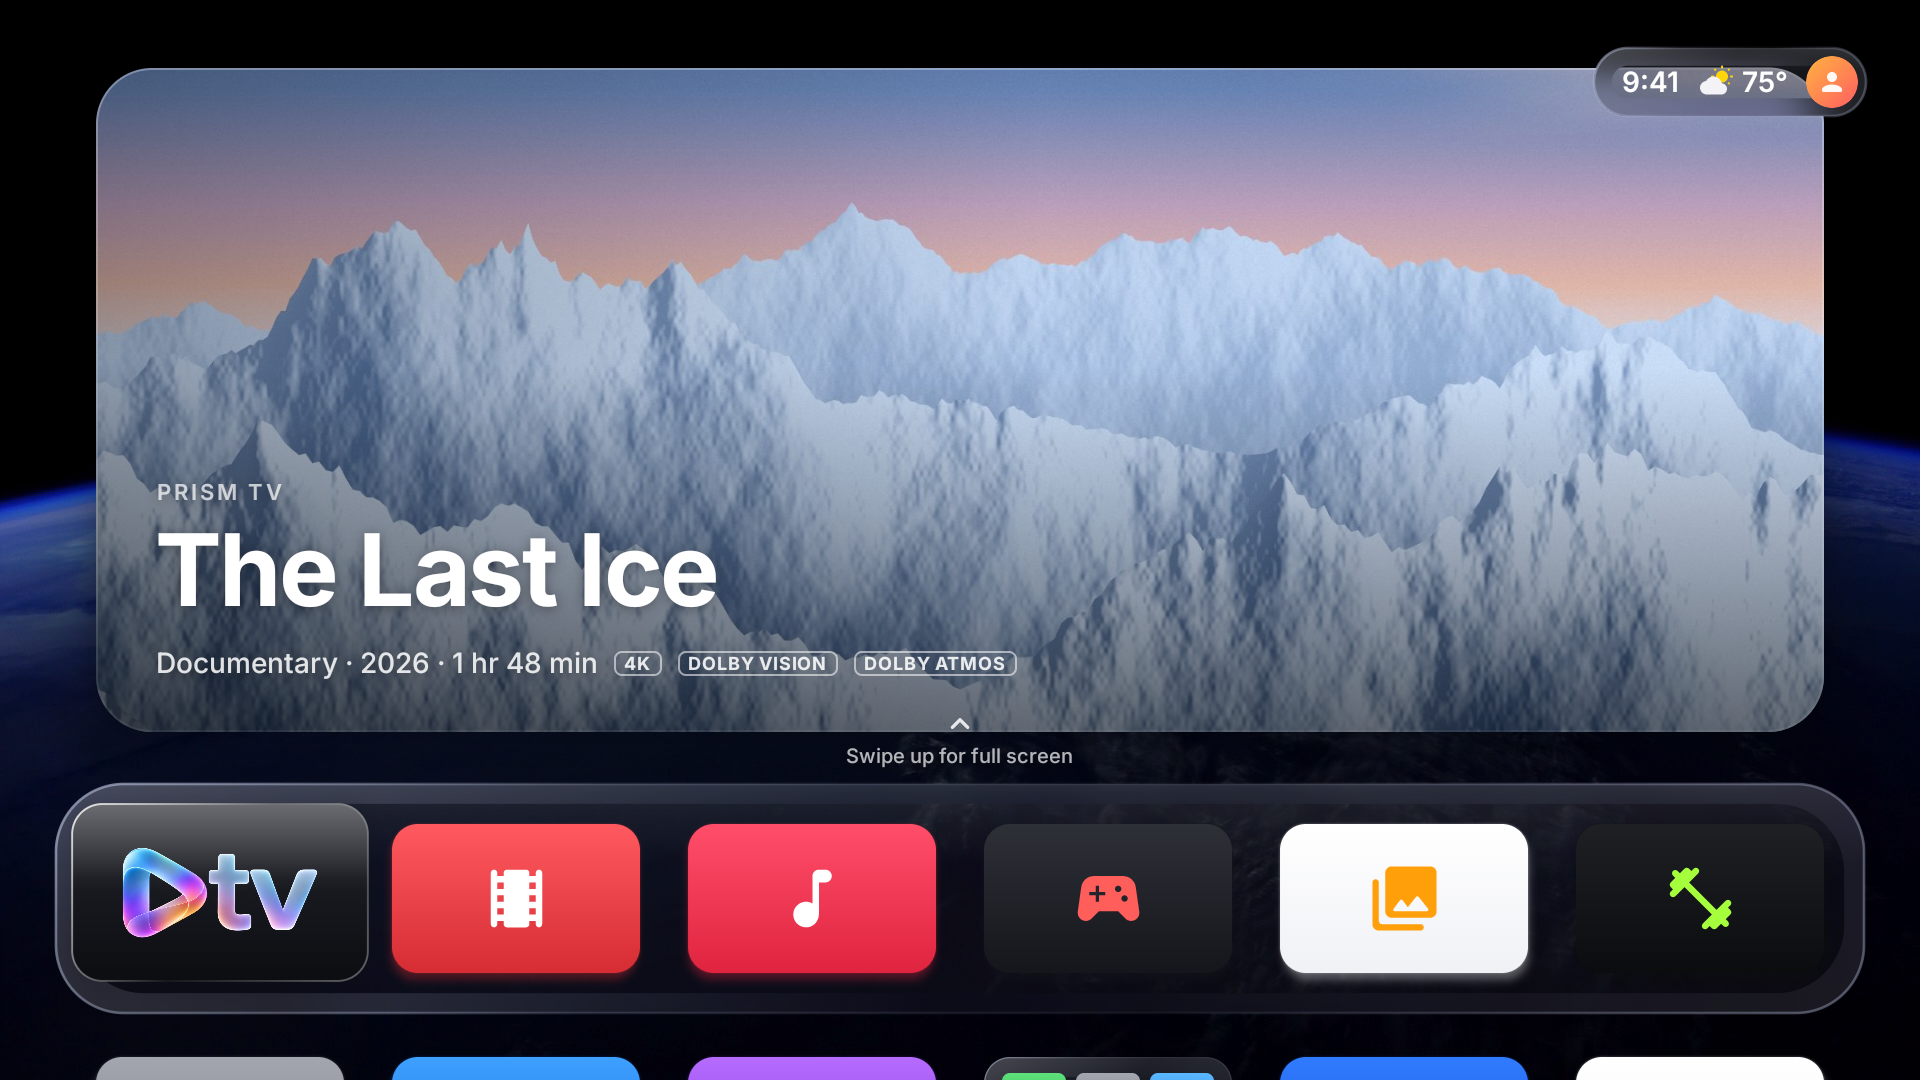 9:41 75°
PRISM TV
The Last Ice
Documentary · 2026 · 1 hr 48 min 4K DOLBY VISION DOLBY ATMOS
Swipe up for full screen
tv